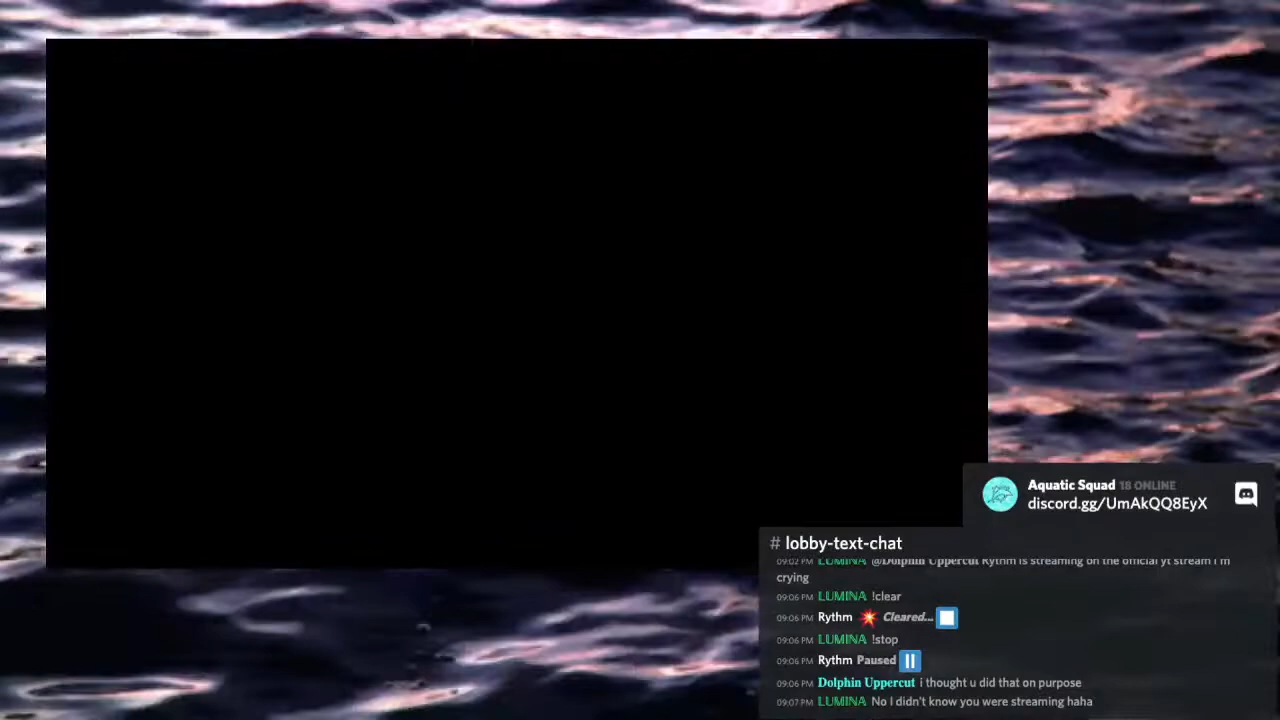 Aquatic Squad 18 ONLINE
discord.gg/UmAkQQ8EyX
# lobby-text-chat
09:02 PM LUMINA @Dolphin Uppercut Rythm is streaming on the official yt stream I'm
crying
09:06 PM LUMINA !clear
09:06 PM Rythm 💥 Cleared... ⏹
09:06 PM LUMINA !stop
09:06 PM Rythm Paused ⏸
09:06 PM Dolphin Uppercut i thought u did that on purpose
09:07 PM LUMINA No I didn't know you were streaming haha